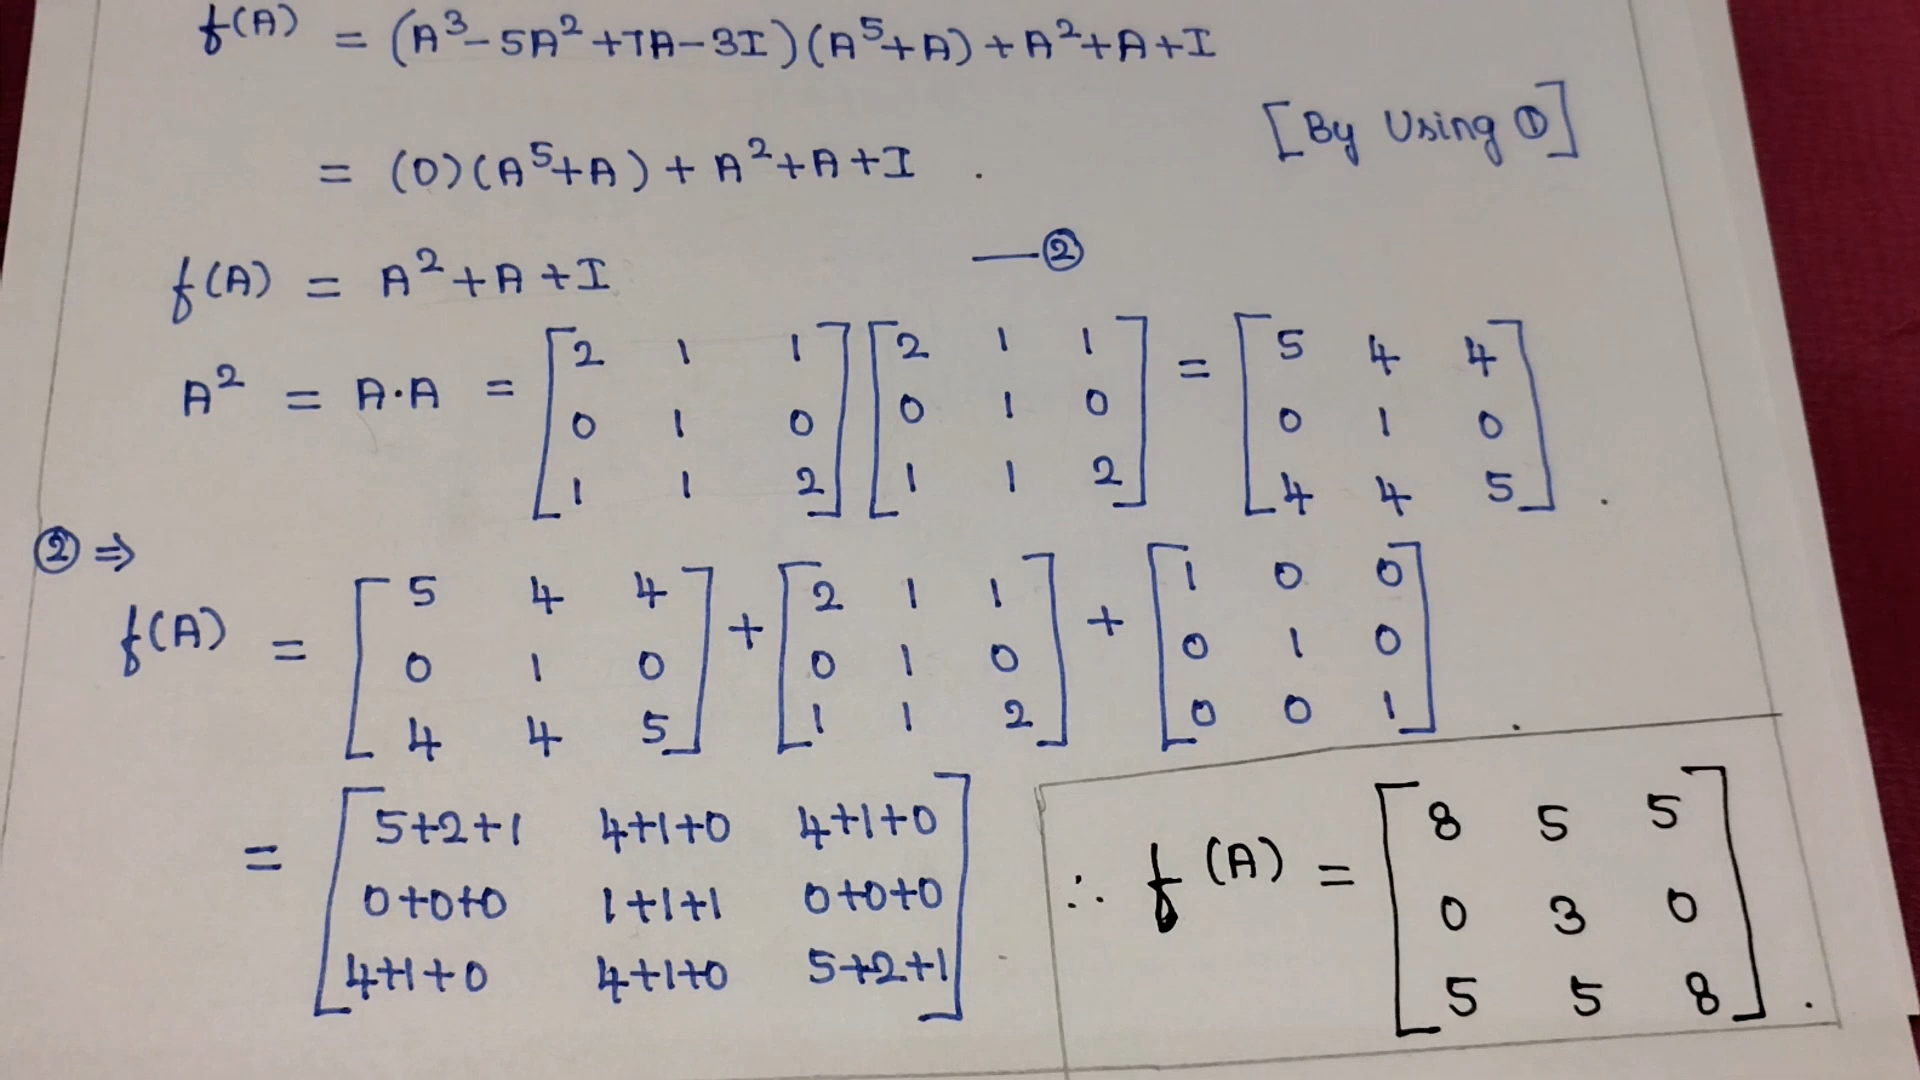 f(A) = (A³-5A²+7A-3I)(A⁵+A)+A²+A+I
[By Using ①]
= (0)(A⁵+A)+A²+A+I .
f(A) = A²+A+I —②
A² = A·A = [2 1 1; 0 1 0; 1 1 2] [2 1 1; 0 1 0; 1 1 2] = [5 4 4; 0 1 0; 4 4 5] .
② ⇒
f(A) = [5 4 4; 0 1 0; 4 4 5] + [2 1 1; 0 1 0; 1 1 2] + [1 0 0; 0 1 0; 0 0 1] .
= [5+2+1 4+1+0 4+1+0; 0+0+0 1+1+1 0+0+0; 4+1+0 4+1+0 5+2+1]
∴ f(A) = [8 5 5; 0 3 0; 5 5 8] .